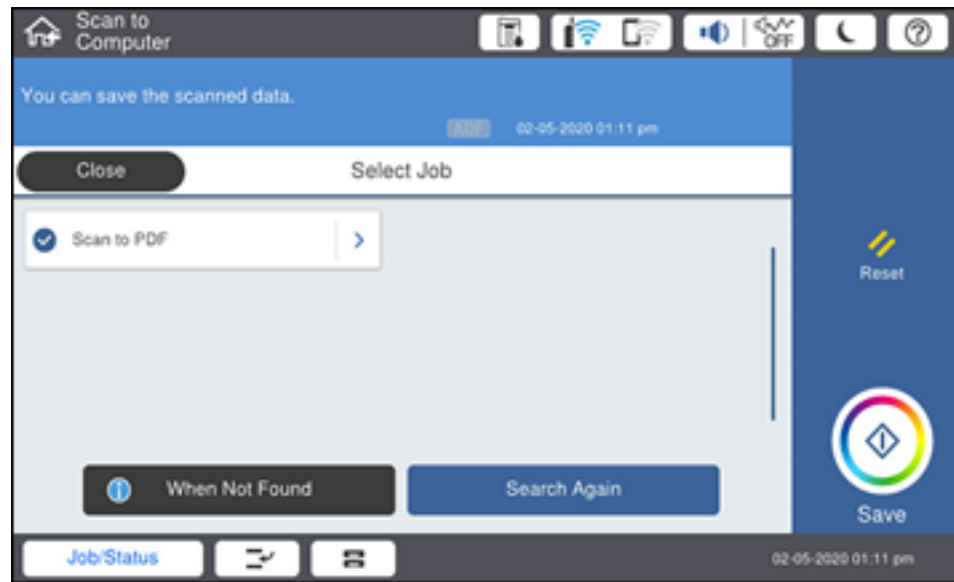 Scan to
Computer
OFF
You can save the scanned data.
ADF 02-05-2020 01:11 pm
Close Select Job
Scan to PDF
Reset
When Not Found Search Again
Save
Job/Status 02-05-2020 01:11 pm